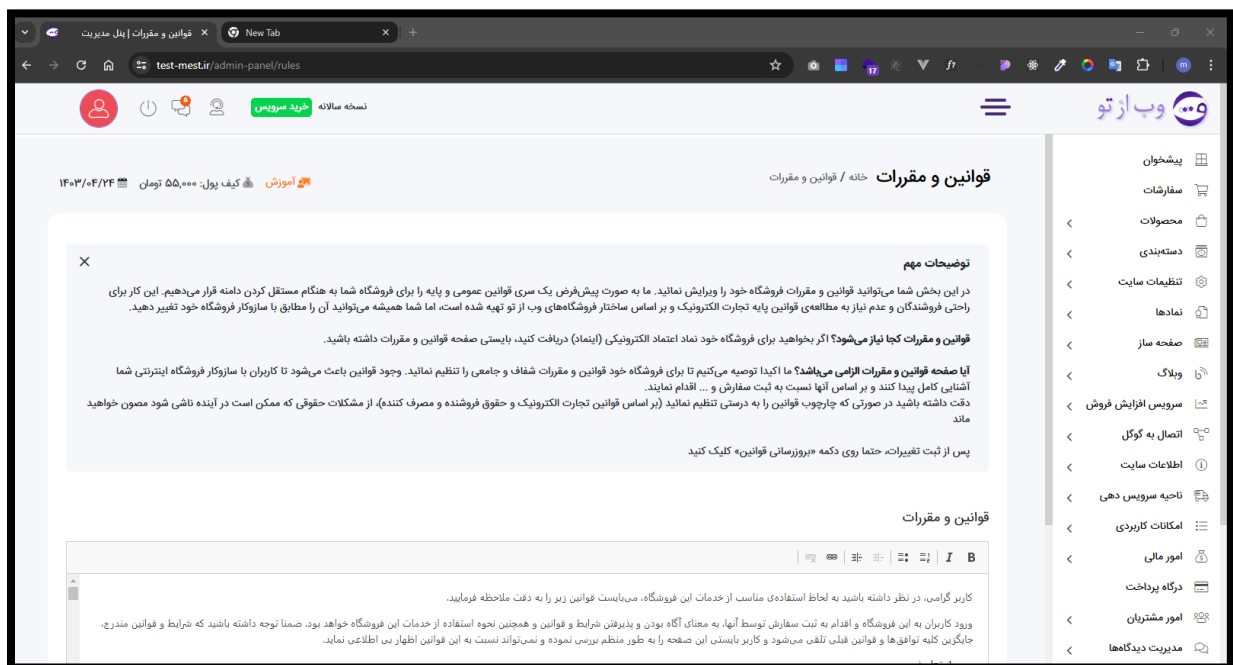 قوانین و مقررات | پنل مدیریت
New Tab
test-mest.ir/admin-panel/rules
17
f?
m
نسخه سالانه خرید سرویس
وب از تو
پیشخوان
سفارشات
محصولات
دسته‌بندی
تنظیمات سایت
نمادها
صفحه ساز
وبلاگ
سرویس افزایش فروش
اتصال به گوگل
اطلاعات سایت
ناحیه سرویس دهی
امکانات کاربردی
امور مالی
درگاه پرداخت
امور مشتریان
مدیریت دیدگاه‌ها
قوانین و مقررات خانه / قوانین و مقررات
آموزش کیف پول: ۵۵,۰۰۰ تومان ۱۴۰۳/۰۴/۲۴
توضیحات مهم
در این بخش شما می‌توانید قوانین و مقررات فروشگاه خود را ویرایش نمائید. ما به صورت پیش‌فرض یک سری قوانین عمومی و پایه را برای فروشگاه شما به هنگام مستقل کردن دامنه قرار می‌دهیم. این کار برای
راحتی فروشندگان و عدم نیاز به مطالعه‌ی قوانین پایه تجارت الکترونیک و بر اساس ساختار فروشگاه‌های وب از تو تهیه شده است، اما شما همیشه می‌توانید آن را مطابق با سازوکار فروشگاه خود تغییر دهید.
قوانین و مقررات کجا نیاز می‌شود؟ اگر بخواهید برای فروشگاه خود نماد اعتماد الکترونیکی (اینماد) دریافت کنید، بایستی صفحه قوانین و مقررات داشته باشید.
آیا صفحه قوانین و مقررات الزامی می‌باشد؟ ما اکیدا توصیه می‌کنیم تا برای فروشگاه خود قوانین و مقررات شفاف و جامعی را تنظیم نمائید. وجود قوانین باعث می‌شود تا کاربران با سازوکار فروشگاه اینترنتی شما
آشنایی کامل پیدا کنند و بر اساس آنها نسبت به ثبت سفارش و ... اقدام نمایند.
دقت داشته باشید در صورتی که چارچوب قوانین را به درستی تنظیم نمائید (بر اساس قوانین تجارت الکترونیک و حقوق فروشنده و مصرف کننده)، از مشکلات حقوقی که ممکن است در آینده ناشی شود مصون خواهید
ماند
پس از ثبت تغییرات، حتما روی دکمه «بروزرسانی قوانین» کلیک کنید
قوانین و مقررات
B I
کاربر گرامی، در نظر داشته باشید به لحاظ استفاده‌ی مناسب از خدمات این فروشگاه، می‌بایست قوانین زیر را به دقت ملاحظه فرمایید.
ورود کاربران به این فروشگاه و اقدام به ثبت سفارش توسط آنها، به معنای آگاه بودن و پذیرفتن شرایط و قوانین و همچنین نحوه استفاده از خدمات این فروشگاه خواهد بود. ضمنا توجه داشته باشید که شرایط و قوانین مندرج،
جایگزین کلیه توافق‌ها و قوانین قبلی تلقی می‌شود و کاربر بایستی این صفحه را به طور منظم بررسی نموده و نمی‌تواند نسبت به این قوانین اظهار بی اطلاعی نماید.